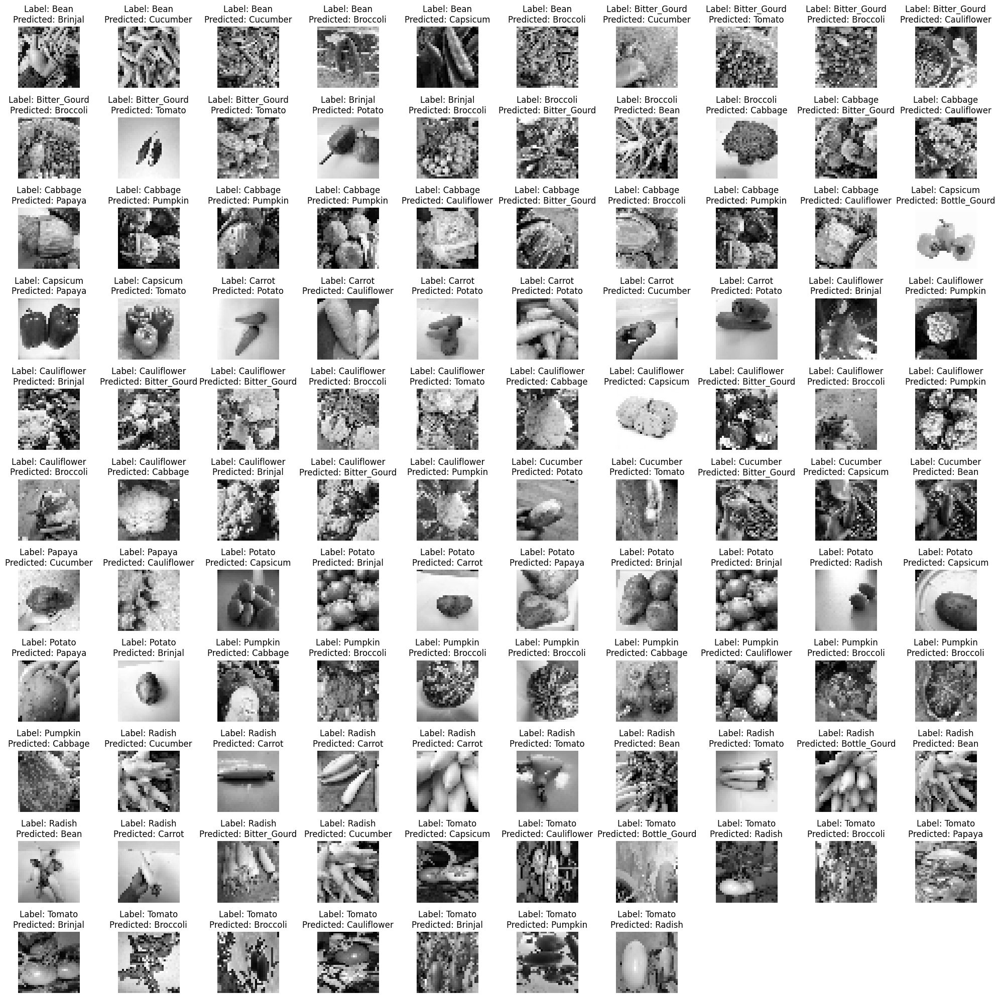 Label: Bean Label: Bean Label: Bean Label: Bean Label: Bean Label: Bean Label: Bitter_Gourd Label: Bitter_Gourd Label: Bitter_Gourd Label: Bitter_Gourd
Predicted: Brinjal Predicted: Cucumber Predicted: Cucumber Predicted: Broccoli Predicted: Capsicum Predicted: Broccoli Predicted: Cucumber Predicted: Tomato Predicted: Broccoli Predicted: Cauliflower
Label: Bitter_Gourd Label: Bitter_Gourd Label: Bitter_Gourd Label: Brinjal Label: Brinjal Label: Broccoli Label: Broccoli Label: Broccoli Label: Cabbage Label: Cabbage
Predicted: Broccoli Predicted: Tomato Predicted: Tomato Predicted: Potato Predicted: Broccoli Predicted: Bitter_Gourd Predicted: Bean Predicted: Cabbage Predicted: Bitter_Gourd Predicted: Cauliflower
Label: Cabbage Label: Cabbage Label: Cabbage Label: Cabbage Label: Cabbage Label: Cabbage Label: Cabbage Label: Cabbage Label: Cabbage Label: Capsicum
Predicted: Papaya Predicted: Pumpkin Predicted: Pumpkin Predicted: Pumpkin Predicted: Cauliflower Predicted: Bitter_Gourd Predicted: Broccoli Predicted: Pumpkin Predicted: Cauliflower Predicted: Bottle_Gourd
Label: Capsicum Label: Capsicum Label: Carrot Label: Carrot Label: Carrot Label: Carrot Label: Carrot Label: Carrot Label: Cauliflower Label: Cauliflower
Predicted: Papaya Predicted: Tomato Predicted: Potato Predicted: Cauliflower Predicted: Potato Predicted: Potato Predicted: Cucumber Predicted: Potato Predicted: Brinjal Predicted: Pumpkin
Label: Cauliflower Label: Cauliflower Label: Cauliflower Label: Cauliflower Label: Cauliflower Label: Cauliflower Label: Cauliflower Label: Cauliflower Label: Cauliflower Label: Cauliflower
Predicted: Brinjal Predicted: Bitter_Gourd Predicted: Bitter_Gourd Predicted: Broccoli Predicted: Tomato Predicted: Cabbage Predicted: Capsicum Predicted: Bitter_Gourd Predicted: Broccoli Predicted: Pumpkin
Label: Cauliflower Label: Cauliflower Label: Cauliflower Label: Cauliflower Label: Cauliflower Label: Cucumber Label: Cucumber Label: Cucumber Label: Cucumber Label: Cucumber
Predicted: Broccoli Predicted: Cabbage Predicted: Brinjal Predicted: Bitter_Gourd Predicted: Pumpkin Predicted: Potato Predicted: Tomato Predicted: Bitter_Gourd Predicted: Capsicum Predicted: Bean
Label: Papaya Label: Papaya Label: Potato Label: Potato Label: Potato Label: Potato Label: Potato Label: Potato Label: Potato Label: Potato
Predicted: Cucumber Predicted: Cauliflower Predicted: Capsicum Predicted: Brinjal Predicted: Carrot Predicted: Papaya Predicted: Brinjal Predicted: Brinjal Predicted: Radish Predicted: Capsicum
Label: Potato Label: Potato Label: Pumpkin Label: Pumpkin Label: Pumpkin Label: Pumpkin Label: Pumpkin Label: Pumpkin Label: Pumpkin Label: Pumpkin
Predicted: Papaya Predicted: Brinjal Predicted: Cabbage Predicted: Broccoli Predicted: Broccoli Predicted: Broccoli Predicted: Cabbage Predicted: Cauliflower Predicted: Broccoli Predicted: Broccoli
Label: Pumpkin Label: Radish Label: Radish Label: Radish Label: Radish Label: Radish Label: Radish Label: Radish Label: Radish Label: Radish
Predicted: Cabbage Predicted: Cucumber Predicted: Carrot Predicted: Carrot Predicted: Carrot Predicted: Tomato Predicted: Bean Predicted: Tomato Predicted: Bottle_Gourd Predicted: Bean
Label: Radish Label: Radish Label: Radish Label: Radish Label: Tomato Label: Tomato Label: Tomato Label: Tomato Label: Tomato Label: Tomato
Predicted: Bean Predicted: Carrot Predicted: Bitter_Gourd Predicted: Cucumber Predicted: Capsicum Predicted: Cauliflower Predicted: Bottle_Gourd Predicted: Radish Predicted: Broccoli Predicted: Papaya
Label: Tomato Label: Tomato Label: Tomato Label: Tomato Label: Tomato Label: Tomato Label: Tomato
Predicted: Brinjal Predicted: Broccoli Predicted: Broccoli Predicted: Cauliflower Predicted: Brinjal Predicted: Pumpkin Predicted: Radish